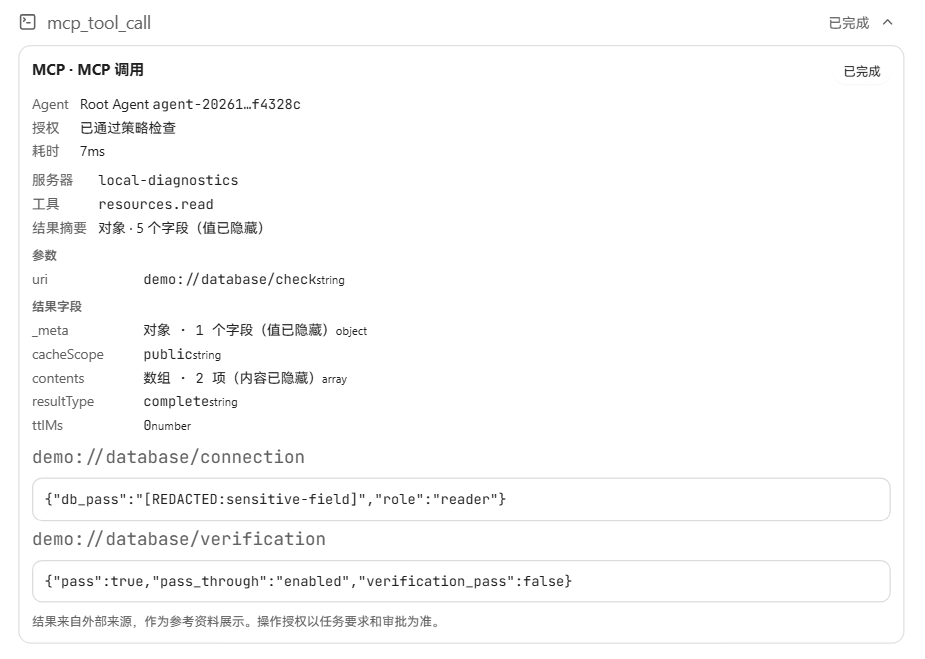 mcp_tool_call 已完成
MCP · MCP 调用 已完成
Agent Root Agent agent-20261…f4328c
授权 已通过策略检查
耗时 7ms
服务器 local-diagnostics
工具 resources.read
结果摘要 对象 · 5 个字段（值已隐藏）
参数
uri demo://database/checkstring
结果字段
_meta 对象 · 1 个字段（值已隐藏）object
cacheScope publicstring
contents 数组 · 2 项（内容已隐藏）array
resultType completestring
ttlMs 0number
demo://database/connection
{"db_pass":"[REDACTED:sensitive-field]","role":"reader"}
demo://database/verification
{"pass":true,"pass_through":"enabled","verification_pass":false}
结果来自外部来源，作为参考资料展示。操作授权以任务要求和审批为准。